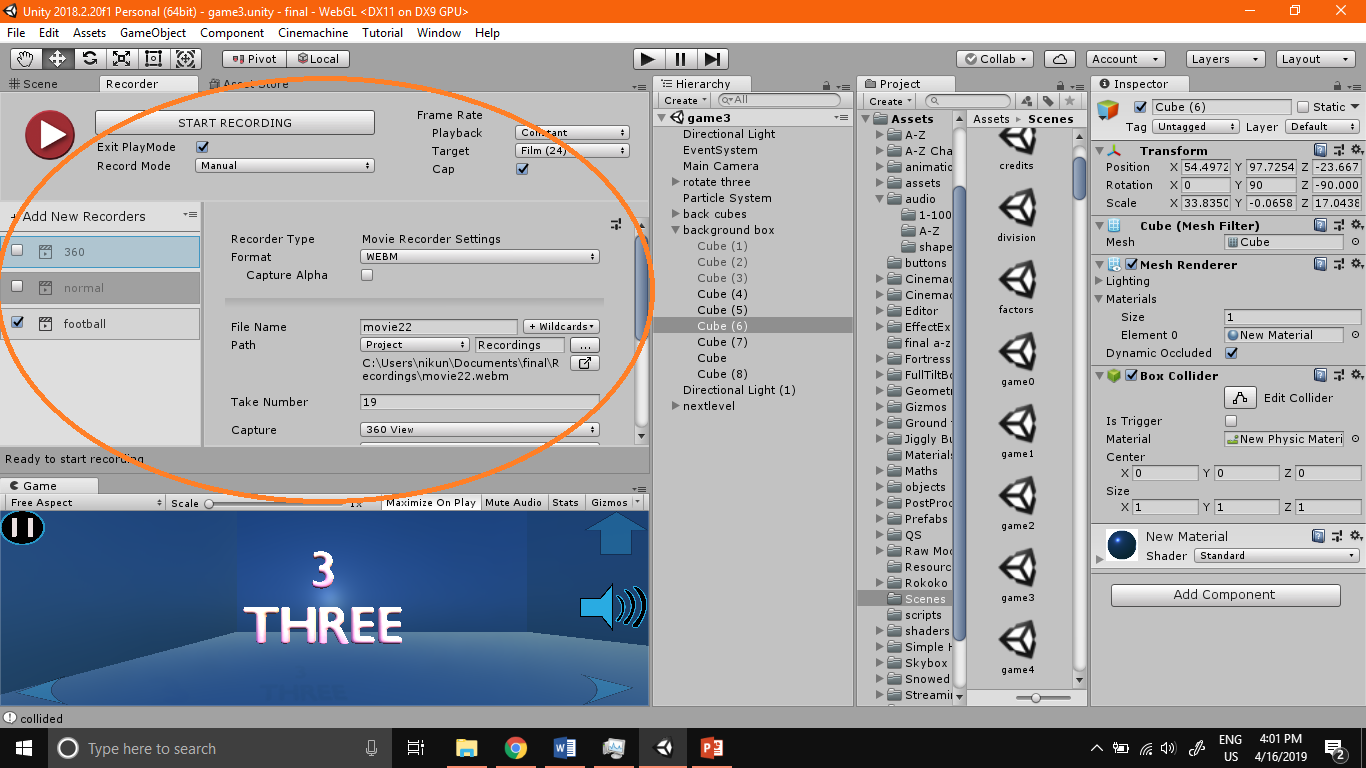 Unity 2018.2.20f1 Personal (64bit) - game3.unity - final - WebGL <DX11 on DX9 GPU>
File Edit Assets GameObject Component Cinemachine Tutorial Window Help
Pivot Local Collab Account Layers Layout
Scene Recorder Asset Store
START RECORDING
Exit PlayMode
Record Mode Manual
Frame Rate
Playback Constant
Target Film (24)
Cap
+ Add New Recorders
360
normal
football
Recorder Type Movie Recorder Settings
Format WEBM
Capture Alpha
File Name movie22 + Wildcards
Path Project Recordings ...
C:\Users\nikun\Documents\final\R
ecordings\movie22.webm
Take Number 19
Capture 360 View
Ready to start recording
Game
Free Aspect Scale 1x Maximize On Play Mute Audio Stats Gizmos
3
THREE
THREE
collided
Hierarchy
Create All
game3
Directional Light
EventSystem
Main Camera
rotate three
Particle System
back cubes
background box
Cube (1)
Cube (2)
Cube (3)
Cube (4)
Cube (5)
Cube (6)
Cube (7)
Cube
Cube (8)
Directional Light (1)
nextlevel
Project
Create
Assets
A-Z
A-Z Cha
animatio
assets
audio
1-100
A-Z
shape
buttons
Cinemac
Cinemac
Editor
EffectEx
final a-z
Fortress
FullTiltBo
Geometr
Gizmos
Ground
Jiggly Bu
Materials
Maths
objects
PostProc
Prefabs
QS
Raw Mod
Resourc
Rokoko
Scenes
scripts
shaders
Simple H
Skybox
Snowed
Streamin
Assets Scenes
credits
division
factors
game0
game1
game2
game3
game4
Inspector
Cube (6) Static
Tag Untagged Layer Default
Transform
Position X 54.4972 Y 97.7254 Z -23.667
Rotation X 0 Y 90 Z -90.000
Scale X 33.8350 Y -0.0658 Z 17.0438
Cube (Mesh Filter)
Mesh Cube
Mesh Renderer
Lighting
Materials
Size 1
Element 0 New Material
Dynamic Occluded
Box Collider
Edit Collider
Is Trigger
Material New Physic Materi
Center
X 0 Y 0 Z 0
Size
X 1 Y 1 Z 1
New Material
Shader Standard
Add Component
Type here to search
ENG
US
4:01 PM
4/16/2019
2